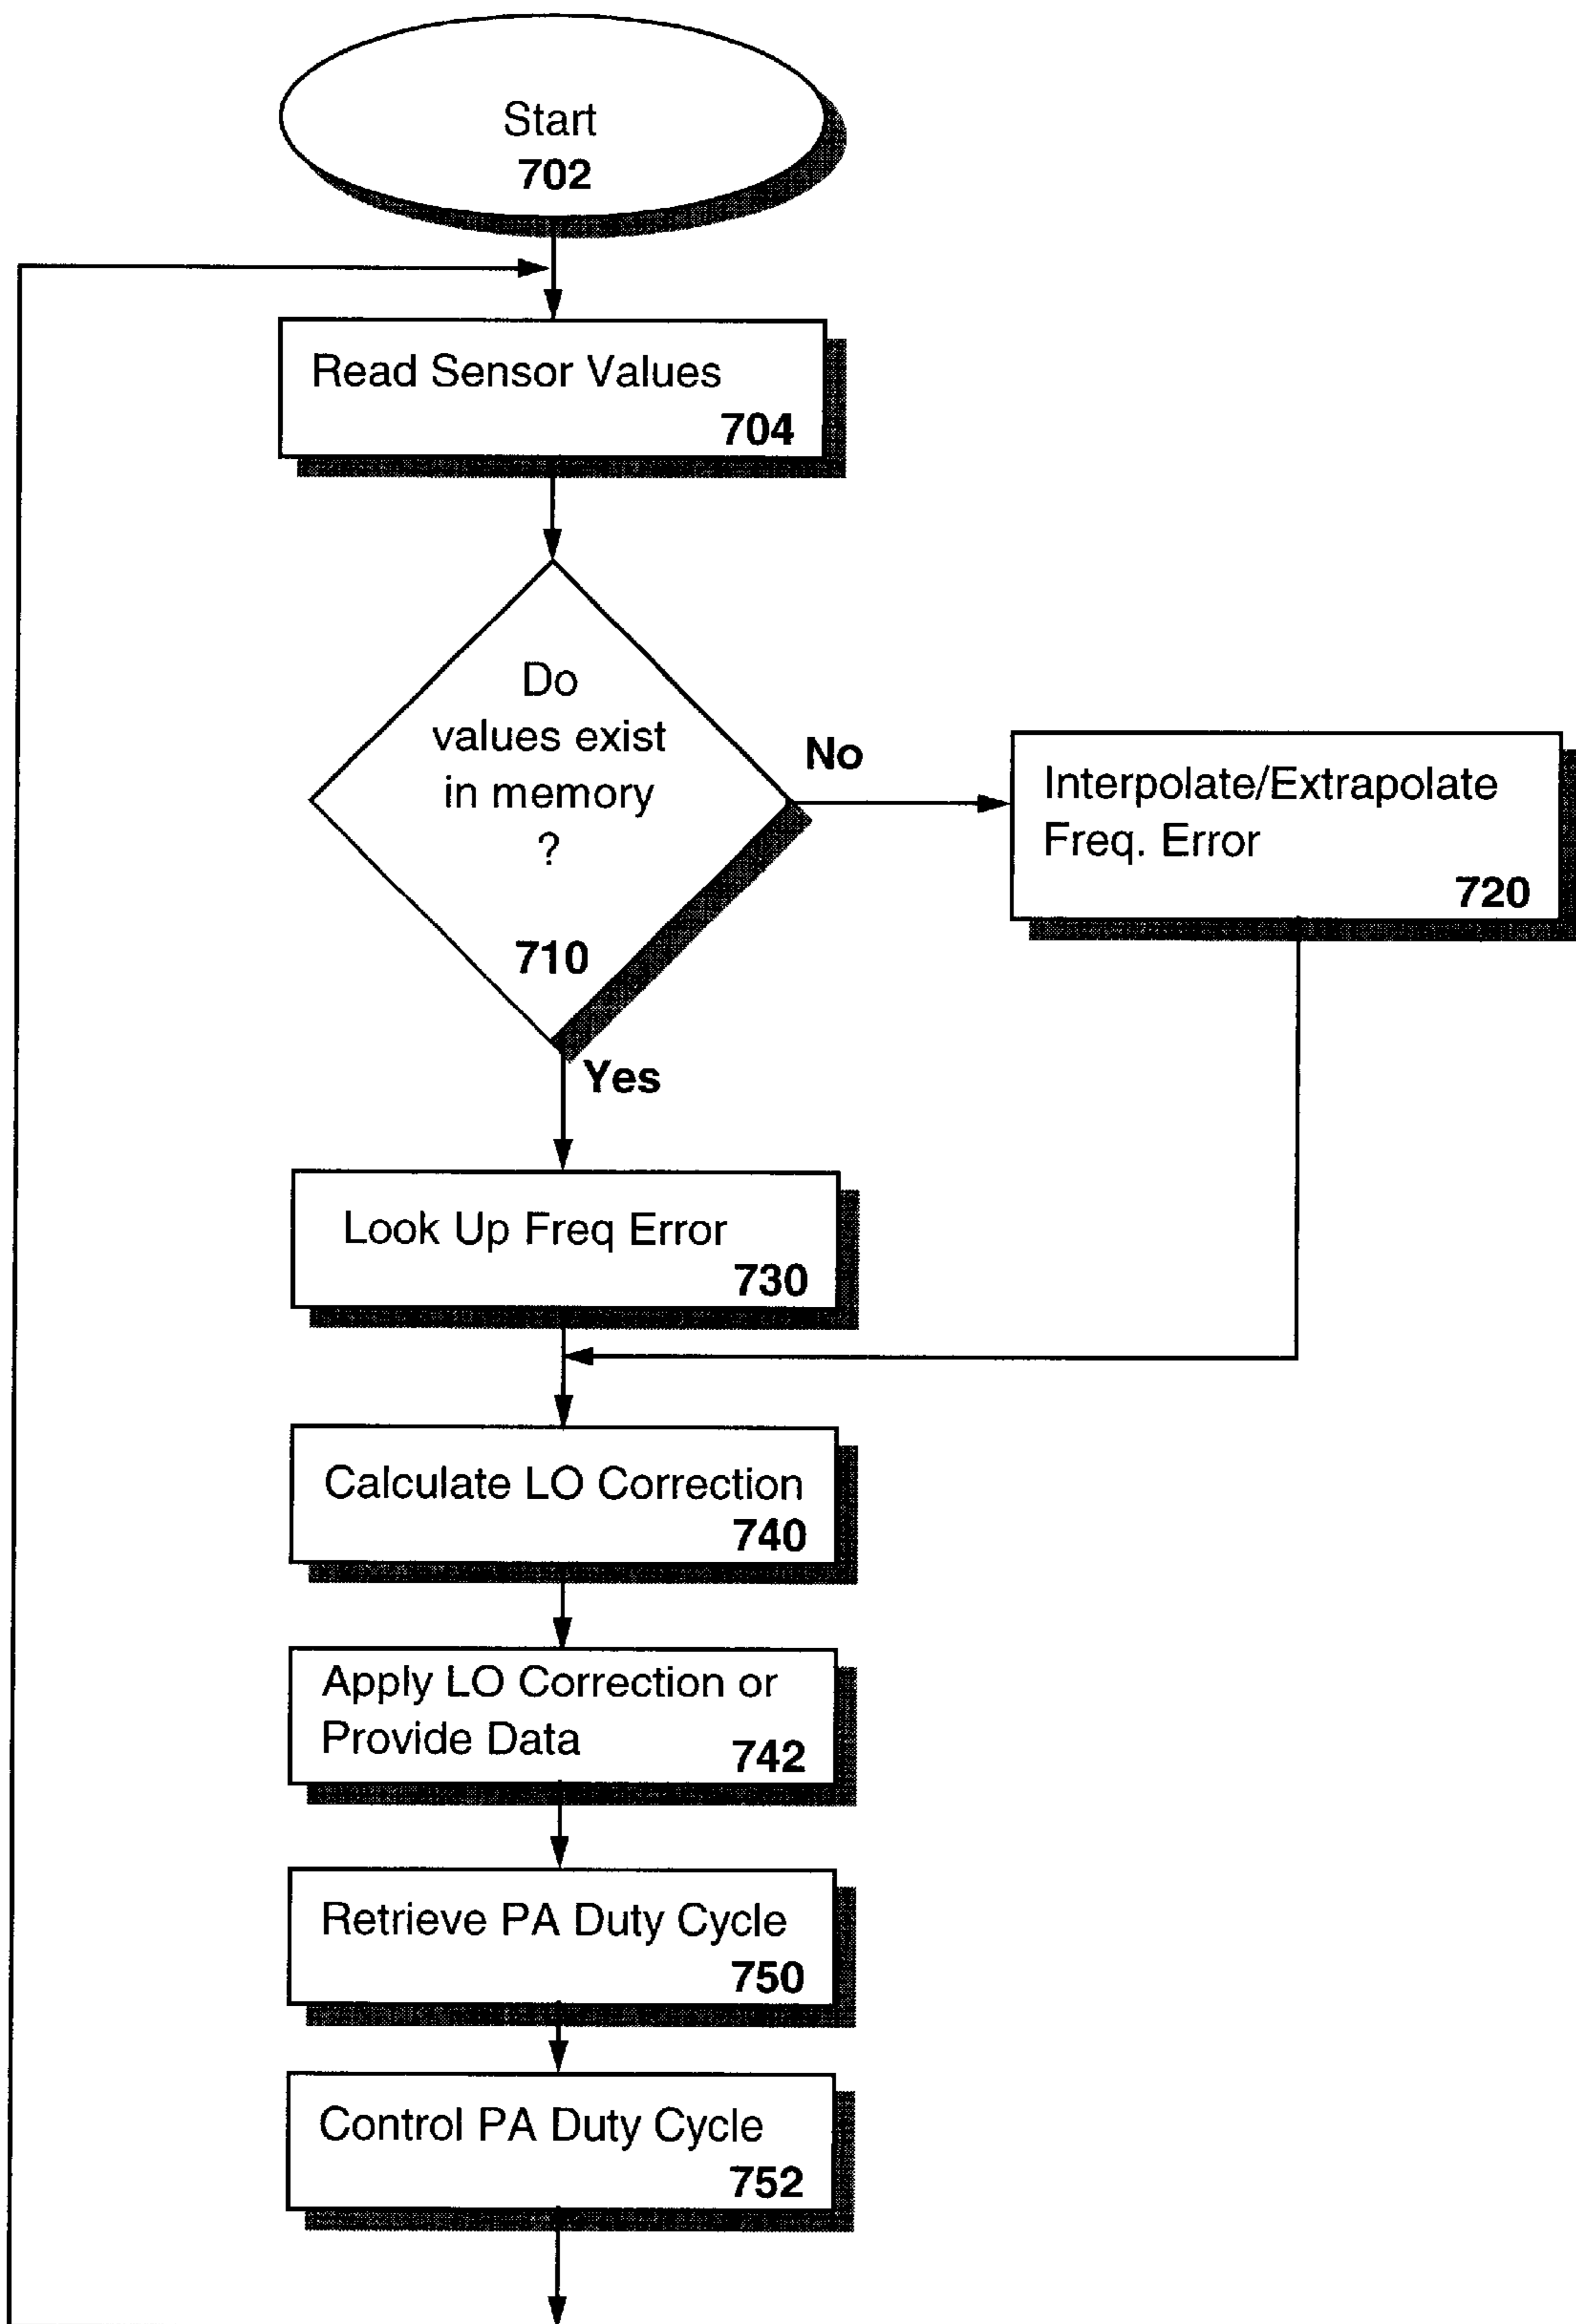 Start
702
Read Sensor Values
704
Do
values exist
in memory
?
710
No
Interpolate/Extrapolate
Freq. Error
720
Yes
Look Up Freq Error
730
Calculate LO Correction
740
Apply LO Correction or
Provide Data
742
Retrieve PA Duty Cycle
750
Control PA Duty Cycle
752